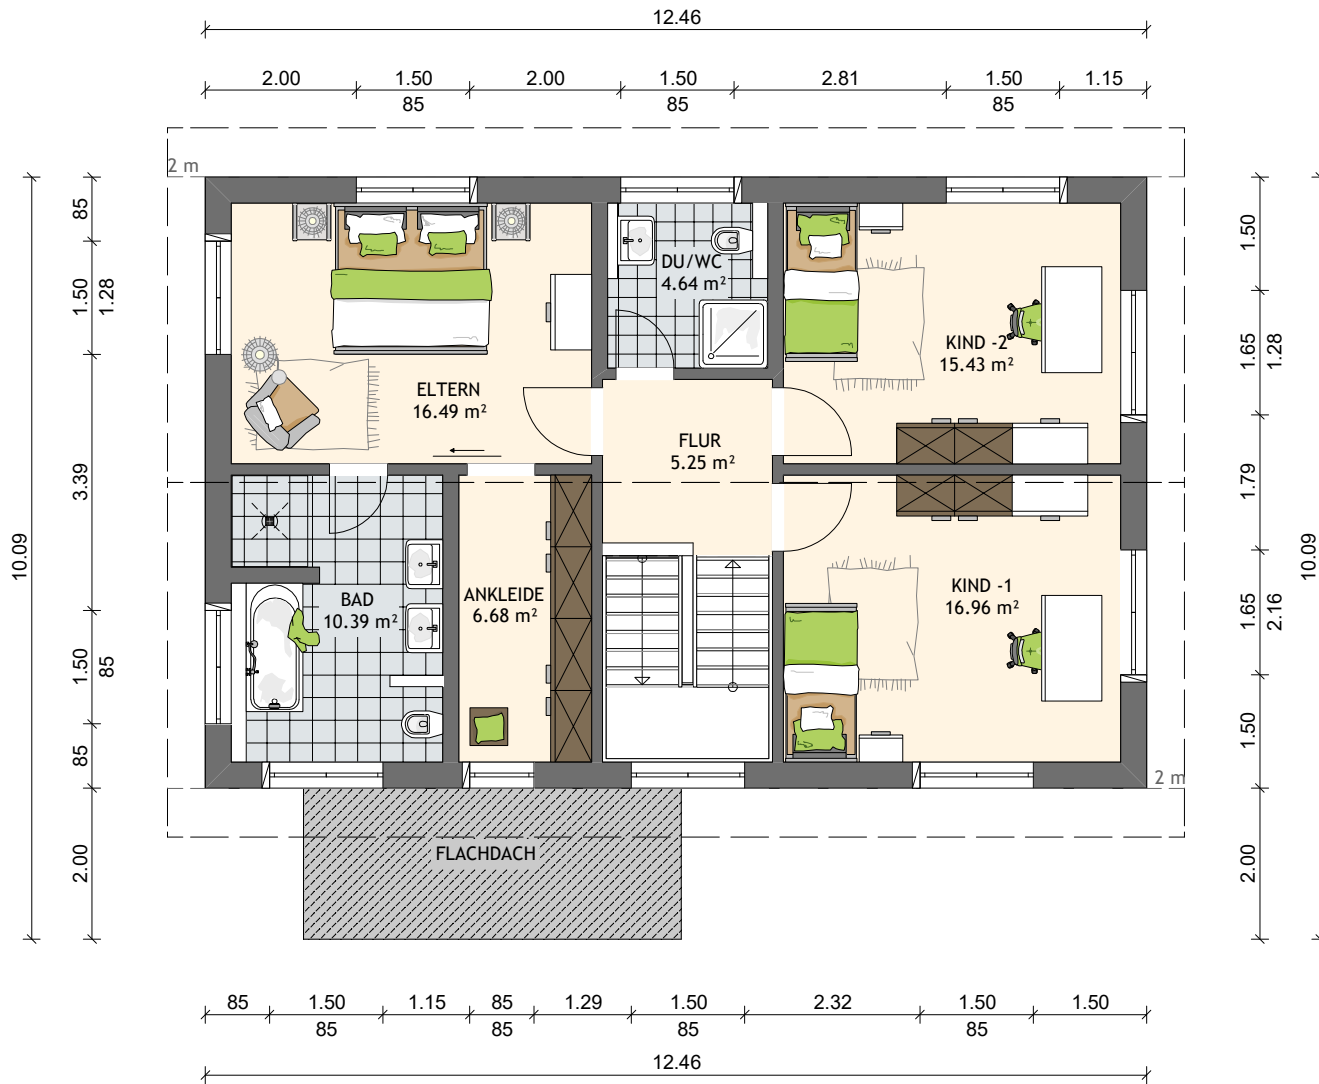 12.46
2.00 1.50 2.00 1.50 2.81 1.50 1.15
85 85 85
2 m
85
1.50
1.28
3.39
1.50
85
85
2.00
10.09
DU/WC
4.64 m²
KIND -2
15.43 m²
ELTERN
16.49 m²
FLUR
5.25 m²
BAD
10.39 m²
ANKLEIDE
6.68 m²
KIND -1
16.96 m²
1.50
1.65
1.28
1.79
1.65
2.16
1.50
2.00
10.09
2 m
FLACHDACH
85 1.50 1.15 85 1.29 1.50 2.32 1.50 1.50
85 85 85 85
12.46